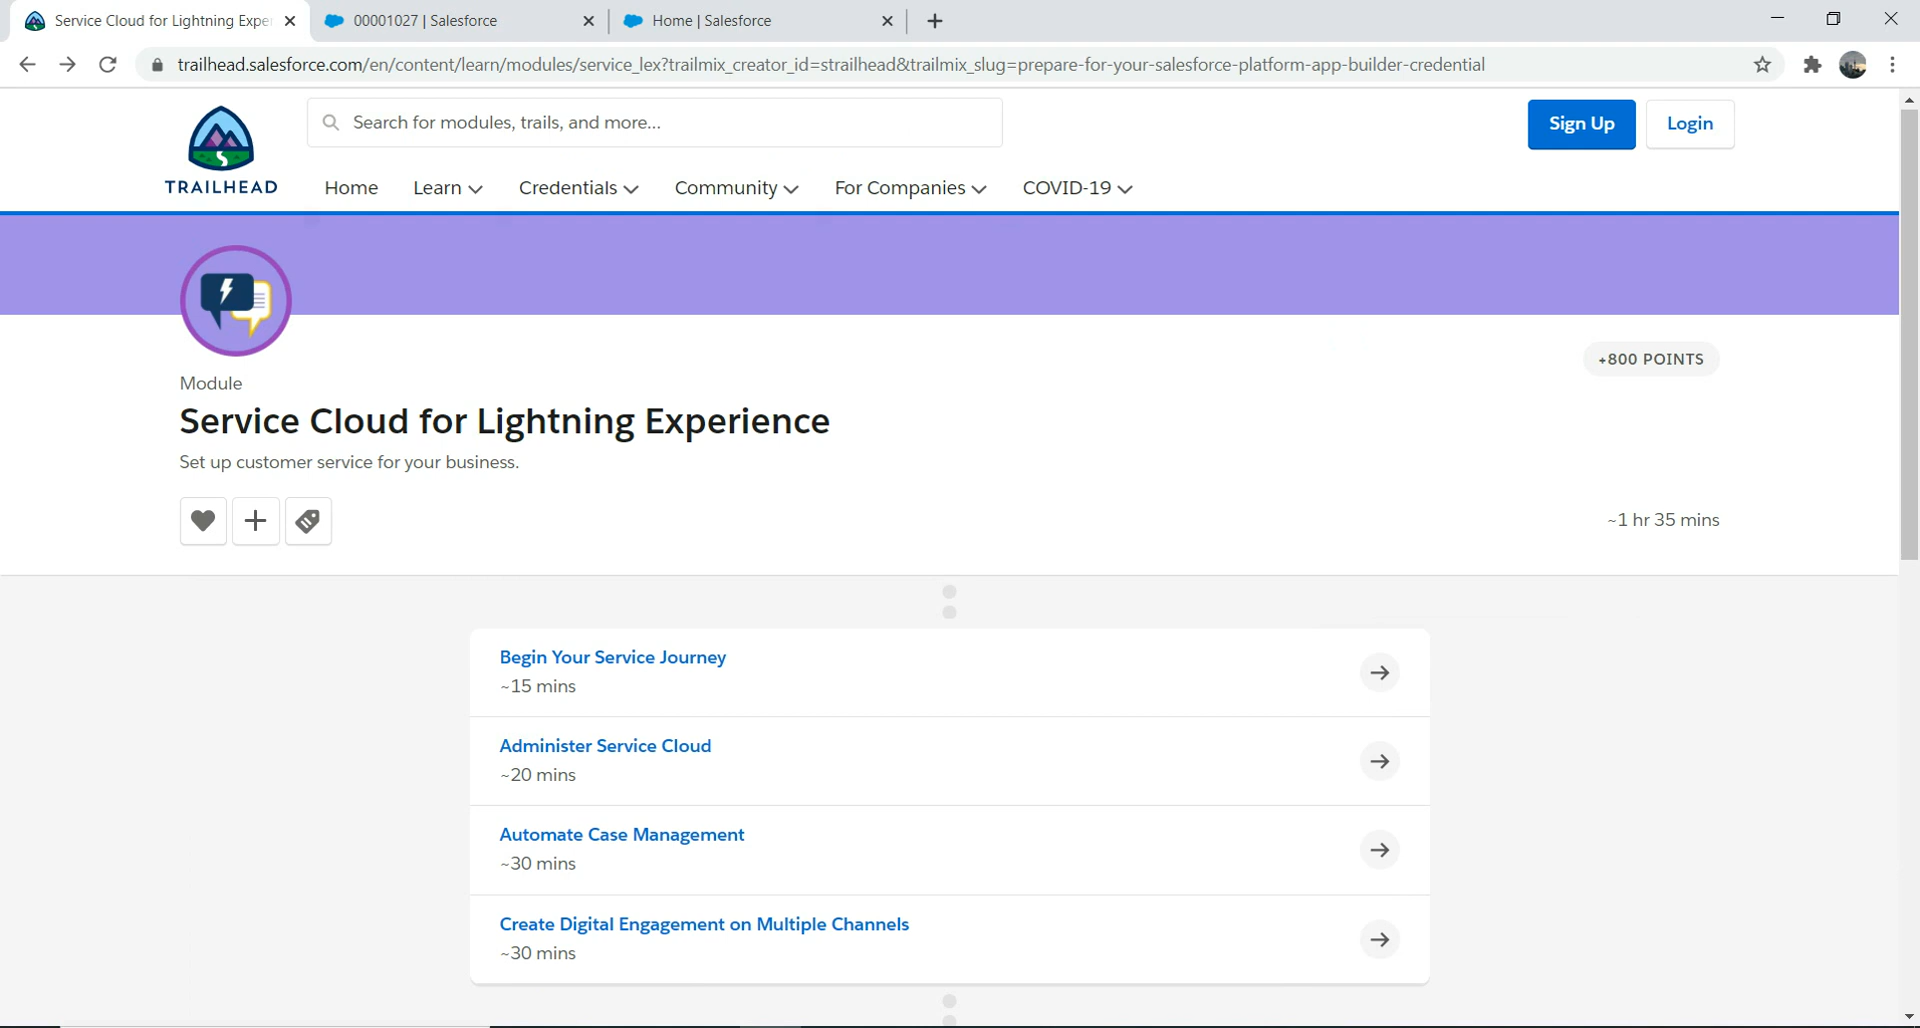 Service Cloud for Lightning Exper
00001027 | Salesforce
Home | Salesforce
trailhead.salesforce.com/en/content/learn/modules/service_lex?trailmix_creator_id=strailhead&trailmix_slug=prepare-for-your-salesforce-platform-app-builder-credential
TRAILHEAD
Search for modules, trails, and more...
Sign Up
Login
Home
Learn
Credentials
Community
For Companies
COVID-19
+800 POINTS
Module
Service Cloud for Lightning Experience
Set up customer service for your business.
~1 hr 35 mins
Begin Your Service Journey
~15 mins
Administer Service Cloud
~20 mins
Automate Case Management
~30 mins
Create Digital Engagement on Multiple Channels
~30 mins